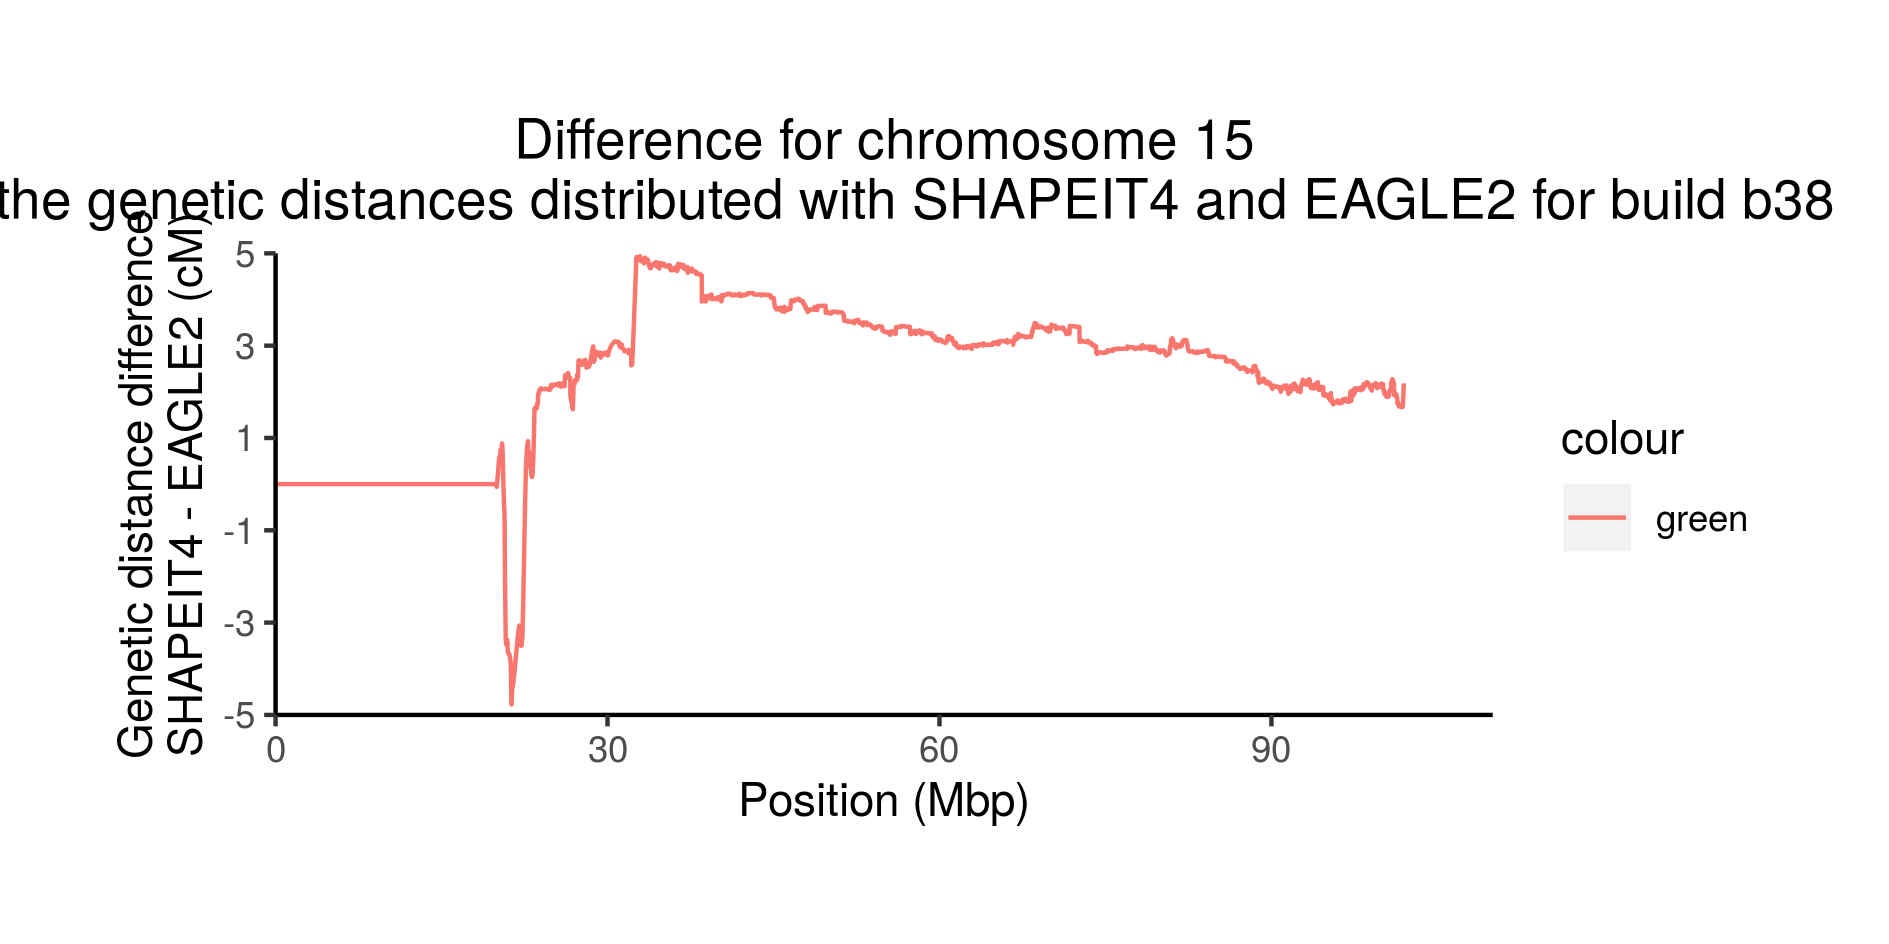 Difference for chromosome 15
the genetic distances distributed with SHAPEIT4 and EAGLE2 for build b38
Genetic distance difference
SHAPEIT4 - EAGLE2 (cM)
5
3
1
-1
-3
-5
0 30 60 90
Position (Mbp)
colour
green